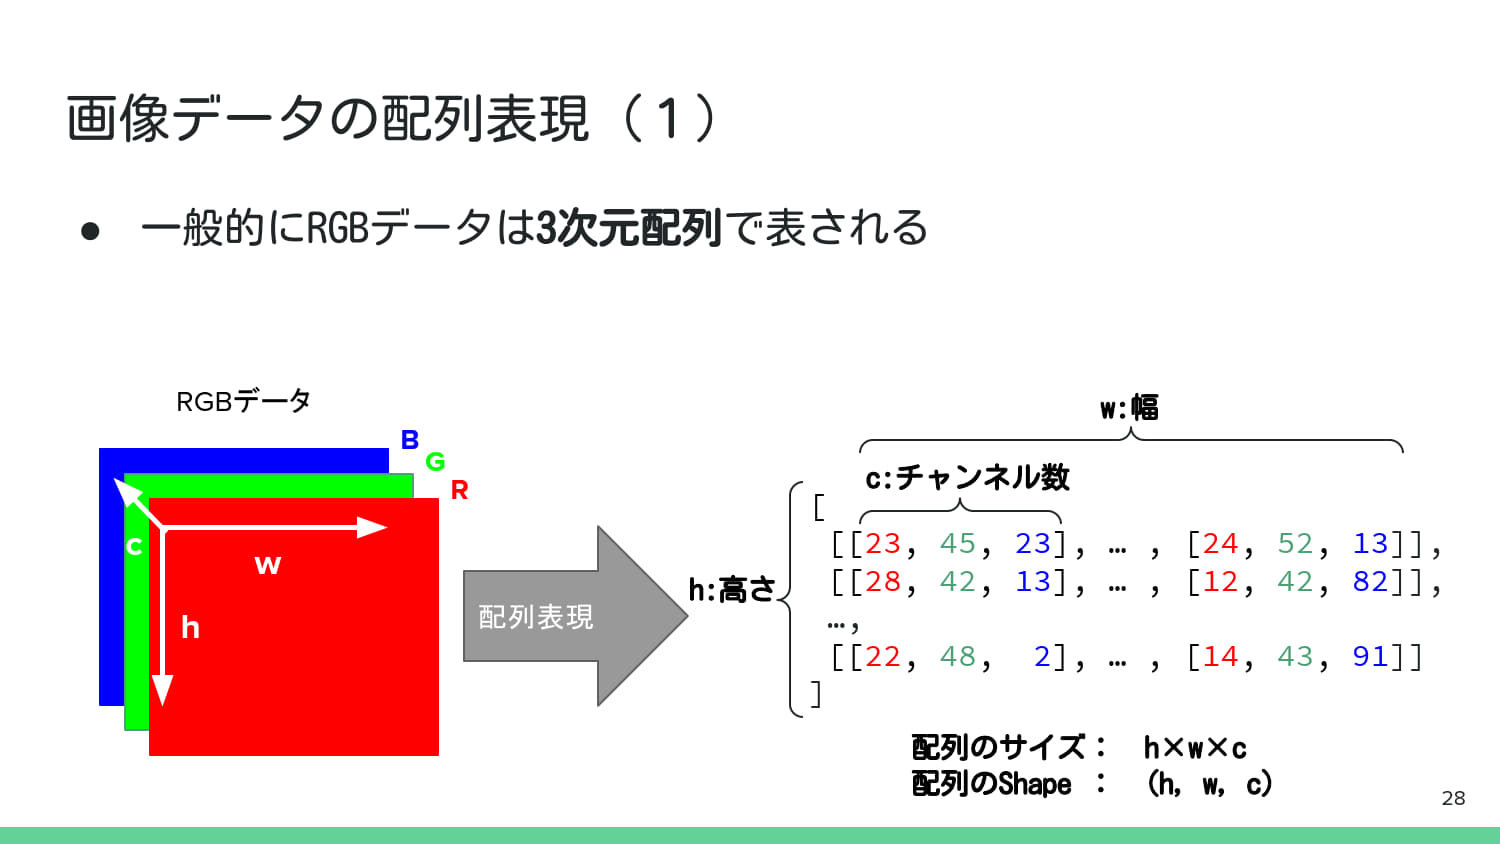 画像データの配列表現（１）
● 一般的にRGBデータは3次元配列で表される
RGBデータ
B
G
R
c
w
h
配列表現
w:幅
c:チャンネル数
h:高さ
[
[[23, 45, 23], … , [24, 52, 13]],
[[28, 42, 13], … , [12, 42, 82]],
…,
[[22, 48, 2], … , [14, 43, 91]]
]
配列のサイズ： h×w×c
配列のShape ： (h, w, c)
28